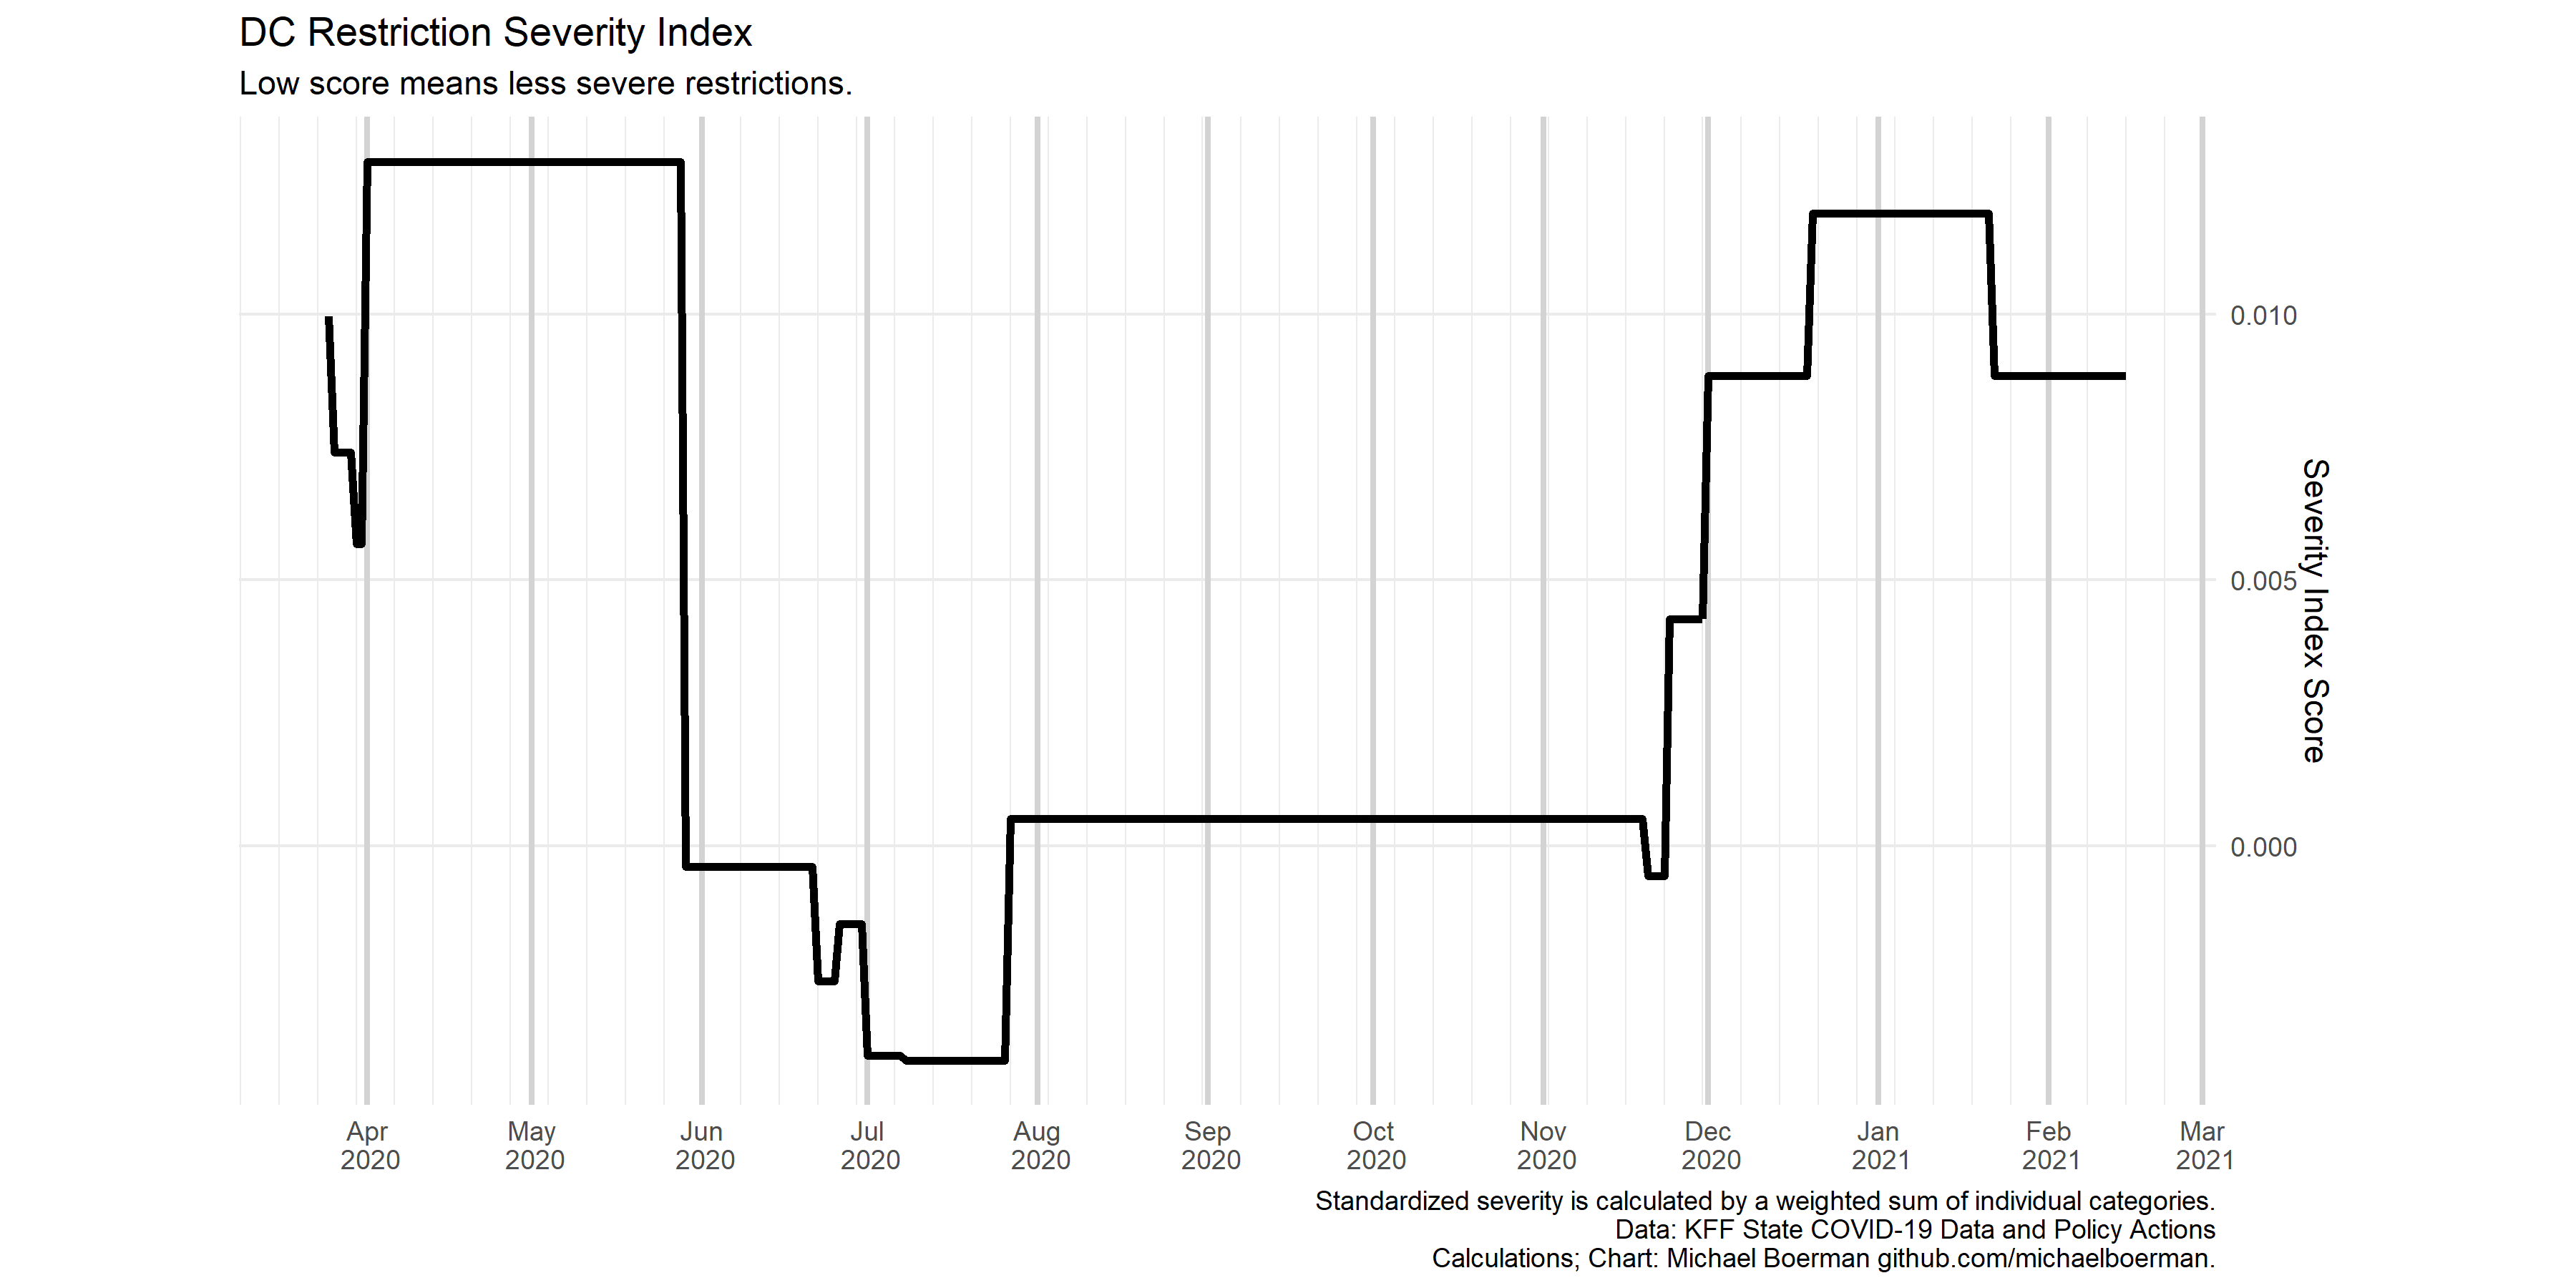 DC Restriction Severity Index
Low score means less severe restrictions.
0.010
0.005
0.000
Severity Index Score
Apr 2020
May 2020
Jun 2020
Jul 2020
Aug 2020
Sep 2020
Oct 2020
Nov 2020
Dec 2020
Jan 2021
Feb 2021
Mar 2021
Standardized severity is calculated by a weighted sum of individual categories.
Data: KFF State COVID-19 Data and Policy Actions
Calculations; Chart: Michael Boerman github.com/michaelboerman.